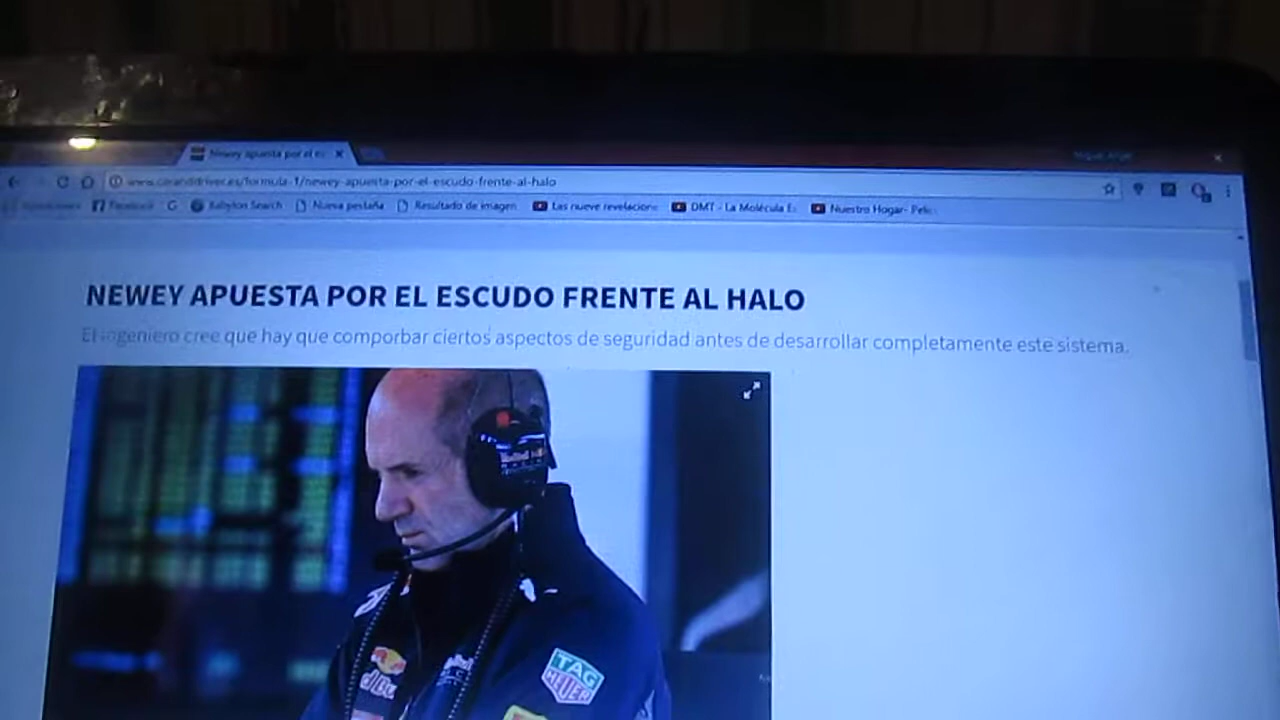 Newey apuesta por el e
www.caranddriver.es/formula-1/newey-apuesta-por-el-escudo-frente-al-halo
Facebook G Babylon Search Nueva pestaña Resultado de imagen Las nueve revelacione DMT - La Molécula E Nuestro Hogar- Pelic
NEWEY APUESTA POR EL ESCUDO FRENTE AL HALO
El ingeniero cree que hay que comporbar ciertos aspectos de seguridad antes de desarrollar completamente este sistema.
Red Bull
TAG
HEUER